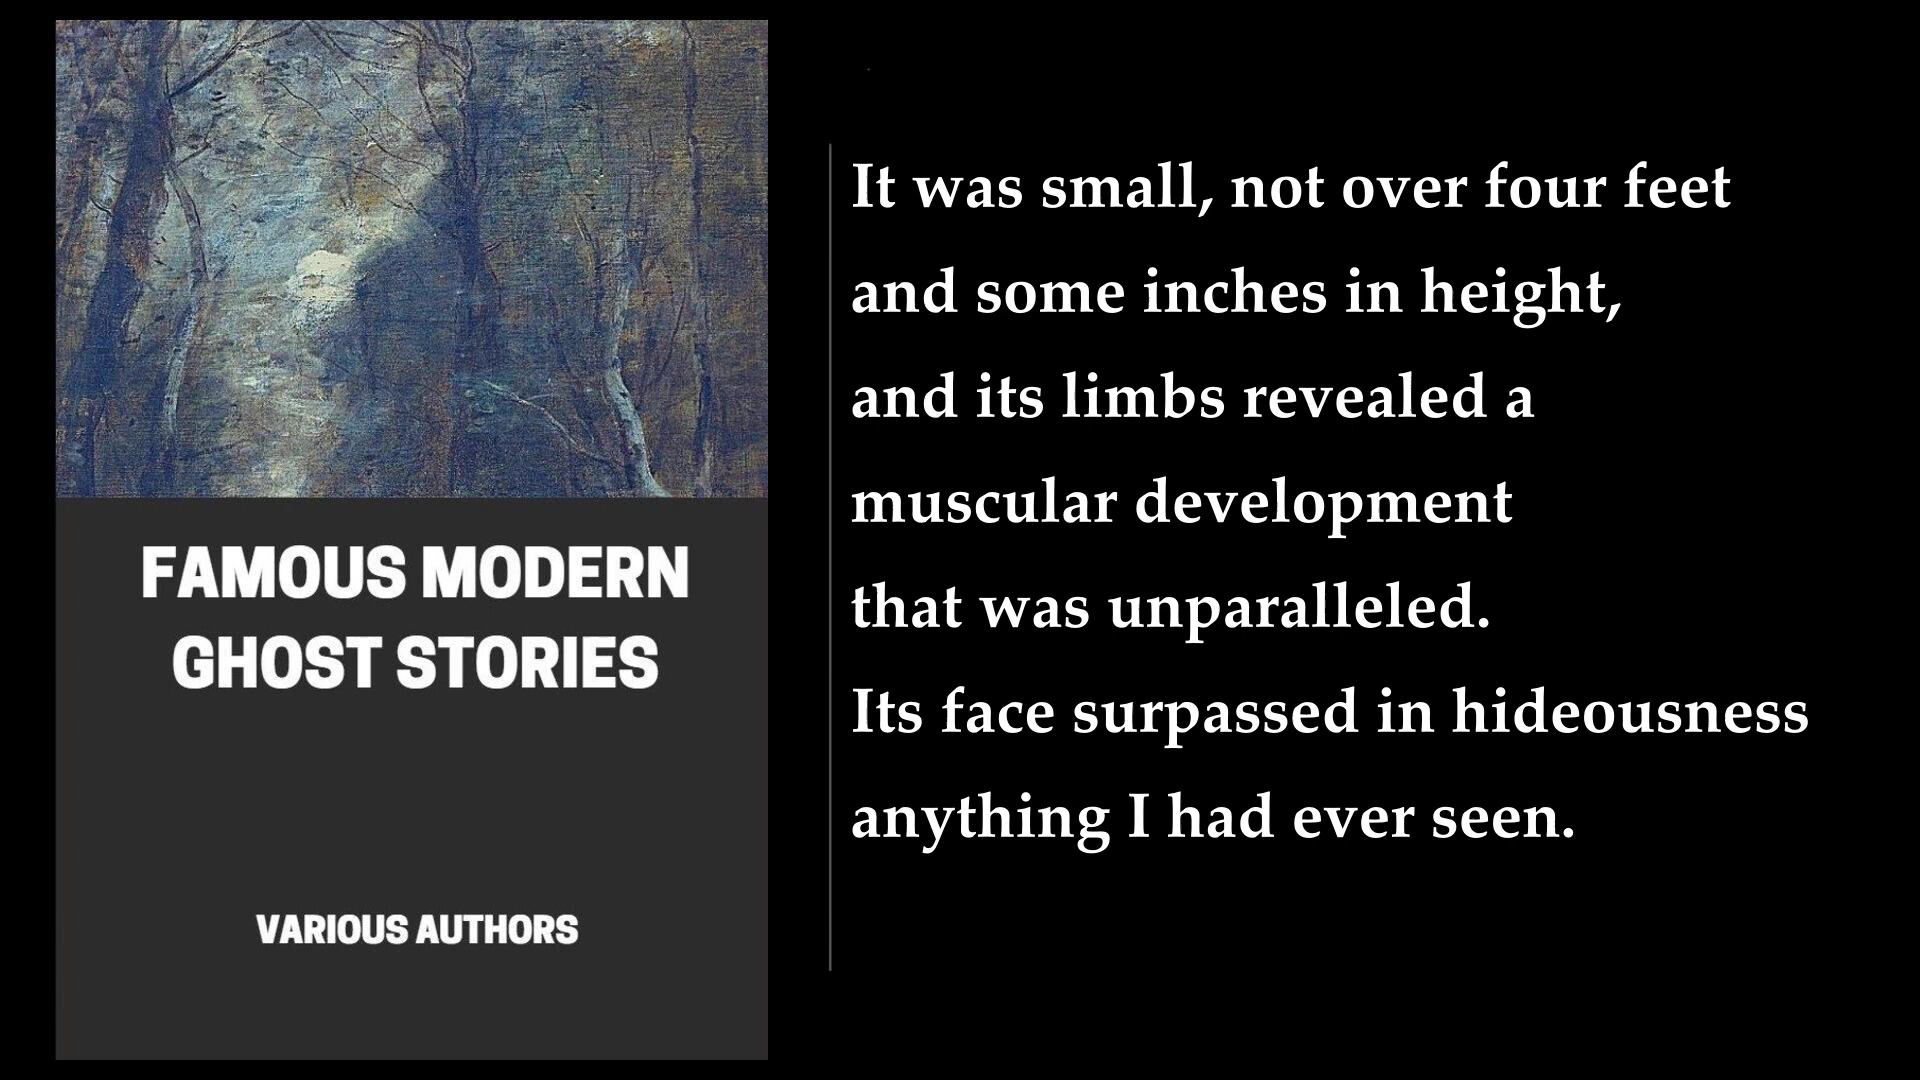 FAMOUS MODERN
GHOST STORIES
VARIOUS AUTHORS
It was small, not over four feet
and some inches in height,
and its limbs revealed a
muscular development
that was unparalleled.
Its face surpassed in hideousness
anything I had ever seen.